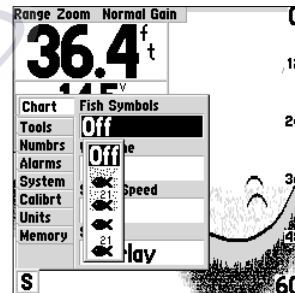 Range Zoom Normal Gain
36.4 ft
Chart
Fish Symbols
Tools
Off
Numbrs
Off
Alarms
System
21
Speed
Calibrt
Units
Memory
21
lay
S
60